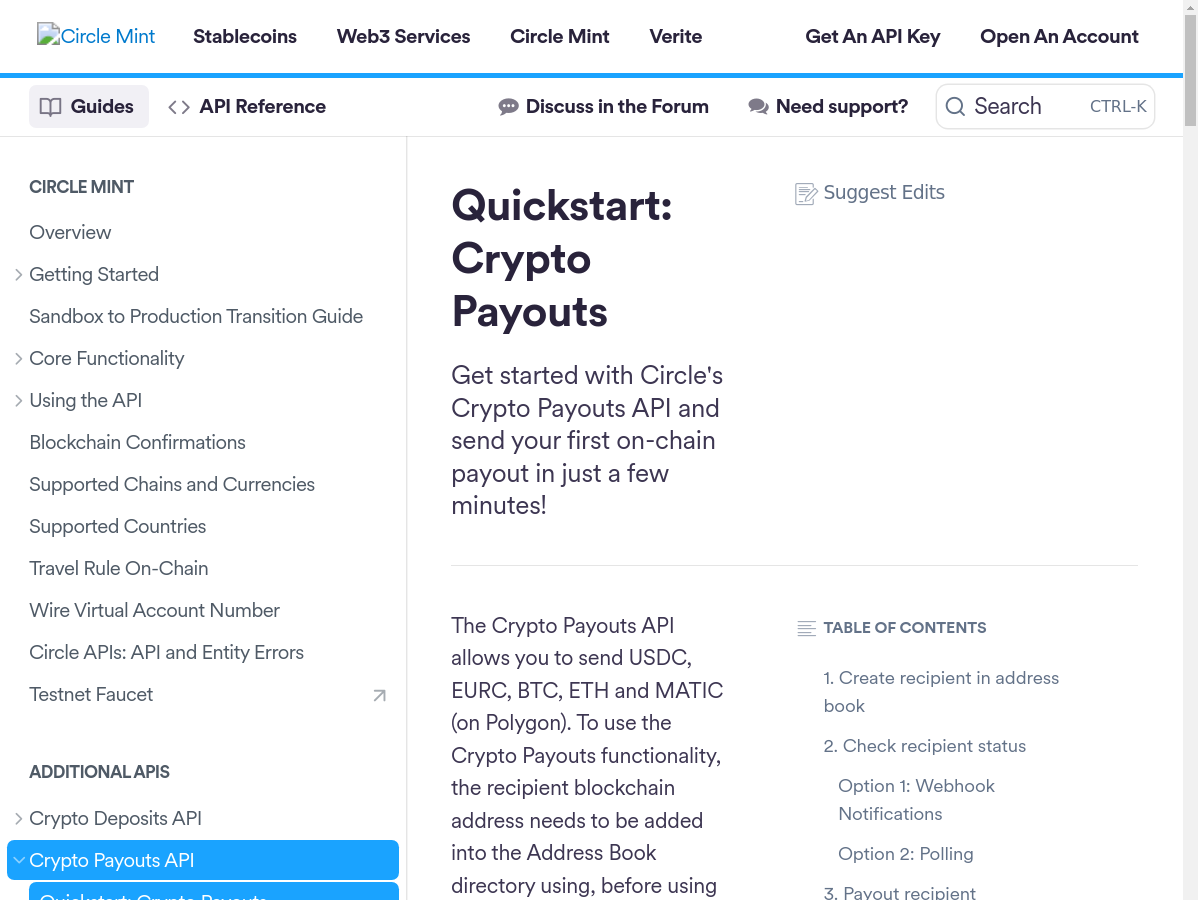 Circle Mint
Stablecoins
Web3 Services
Circle Mint
Verite
Get An API Key
Open An Account
Guides
API Reference
Discuss in the Forum
Need support?
Search
CTRL-K
CIRCLE MINT
Overview
Getting Started
Sandbox to Production Transition Guide
Core Functionality
Using the API
Blockchain Confirmations
Supported Chains and Currencies
Supported Countries
Travel Rule On-Chain
Wire Virtual Account Number
Circle APIs: API and Entity Errors
Testnet Faucet
ADDITIONAL APIS
Crypto Deposits API
Crypto Payouts API
Quickstart: Crypto Payouts
Quickstart:
Crypto
Payouts
Suggest Edits
Get started with Circle's
Crypto Payouts API and
send your first on-chain
payout in just a few
minutes!
The Crypto Payouts API
allows you to send USDC,
EURC, BTC, ETH and MATIC
(on Polygon). To use the
Crypto Payouts functionality,
the recipient blockchain
address needs to be added
into the Address Book
directory using, before using
TABLE OF CONTENTS
1. Create recipient in address
book
2. Check recipient status
Option 1: Webhook
Notifications
Option 2: Polling
3. Payout recipient